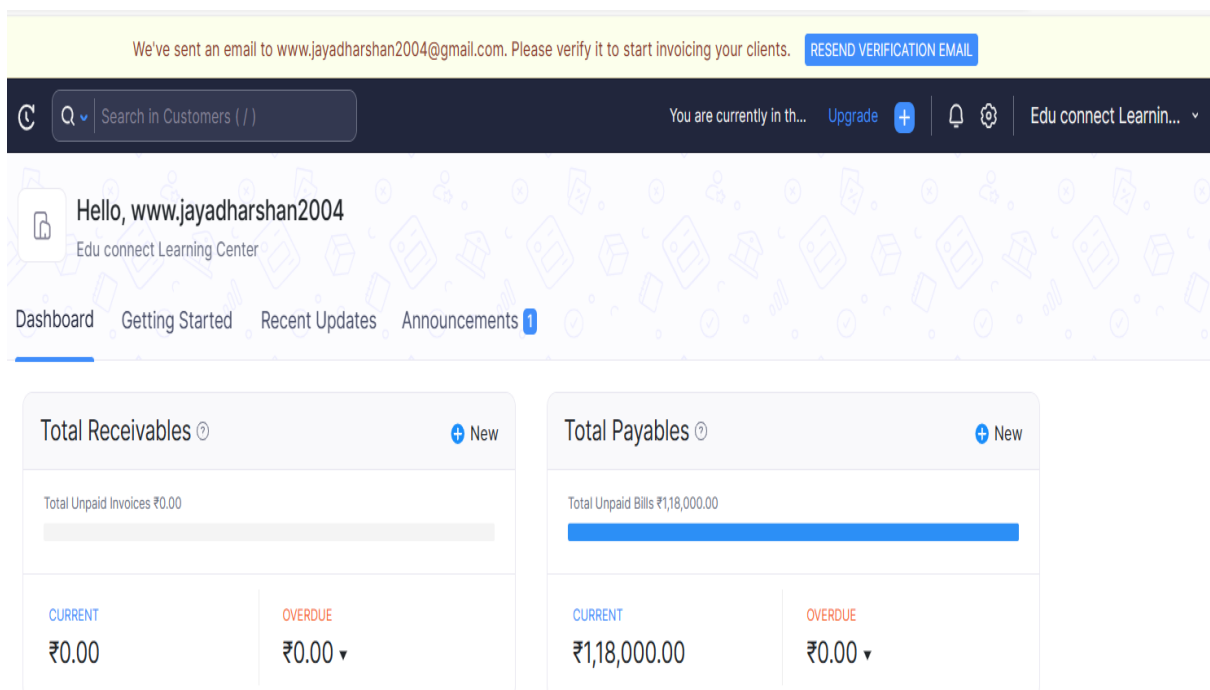 We've sent an email to www.jayadharshan2004@gmail.com. Please verify it to start invoicing your clients. RESEND VERIFICATION EMAIL
Search in Customers ( / ) You are currently in th... Upgrade Edu connect Learnin...
Hello, www.jayadharshan2004
Edu connect Learning Center
Dashboard Getting Started Recent Updates Announcements 1
Total Receivables New
Total Unpaid Invoices ₹0.00
CURRENT OVERDUE
₹0.00 ₹0.00
Total Payables New
Total Unpaid Bills ₹1,18,000.00
CURRENT OVERDUE
₹1,18,000.00 ₹0.00